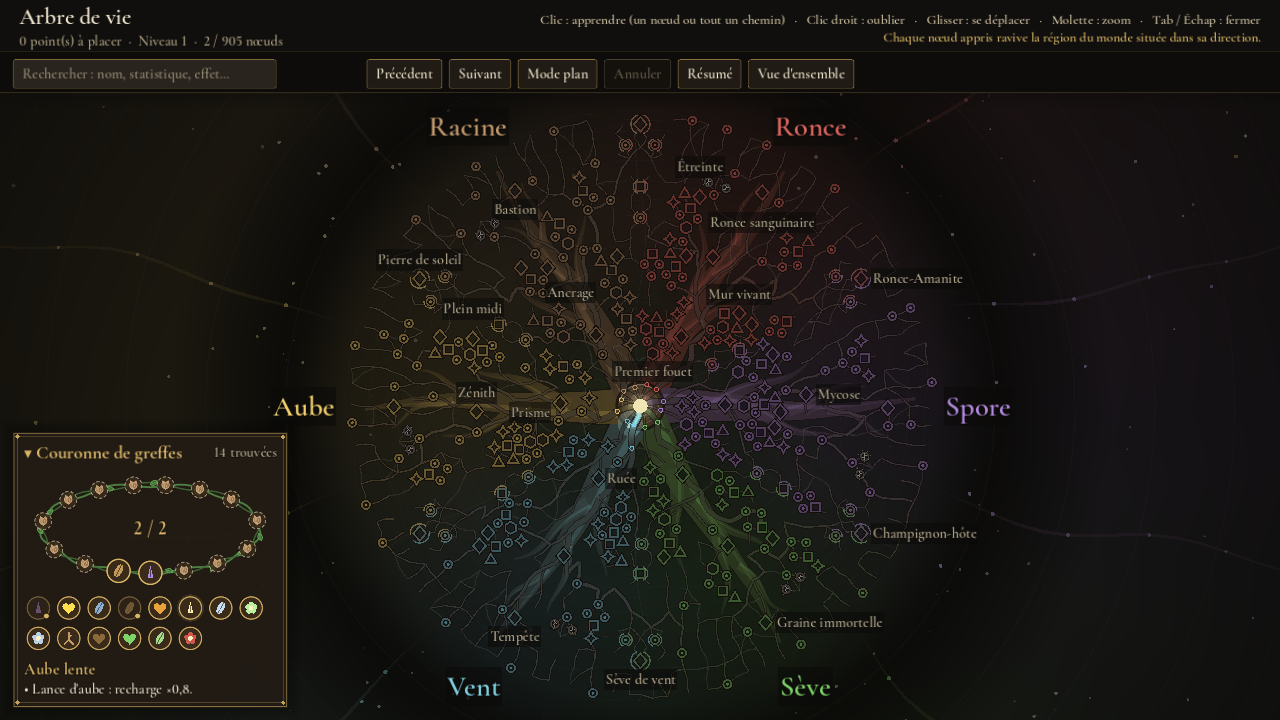 Arbre de vie
0 point(s) à placer · Niveau 1 · 2 / 905 nœuds
Clic : apprendre (un nœud ou tout un chemin) · Clic droit : oublier · Glisser : se déplacer · Molette : zoom · Tab / Échap : fermer
Chaque nœud appris ravive la région du monde située dans sa direction.
Rechercher : nom, statistique, effet...
Précédent
Suivant
Mode plan
Annuler
Résumé
Vue d'ensemble
Racine
Ronce
Étreinte
Bastion
Ronce sanguinaire
Pierre de soleil
Ronce-Amanite
Ancrage
Mur vivant
Plein midi
Premier fouet
Zénith
Mycose
Aube
Prisme
Spore
Couronne de greffes
14 trouvées
2 / 2
Aube lente
• Lance d'aube : recharge ×0,8.
Ruée
Champignon-hôte
Graine immortelle
Tempête
Sève de vent
Vent
Sève